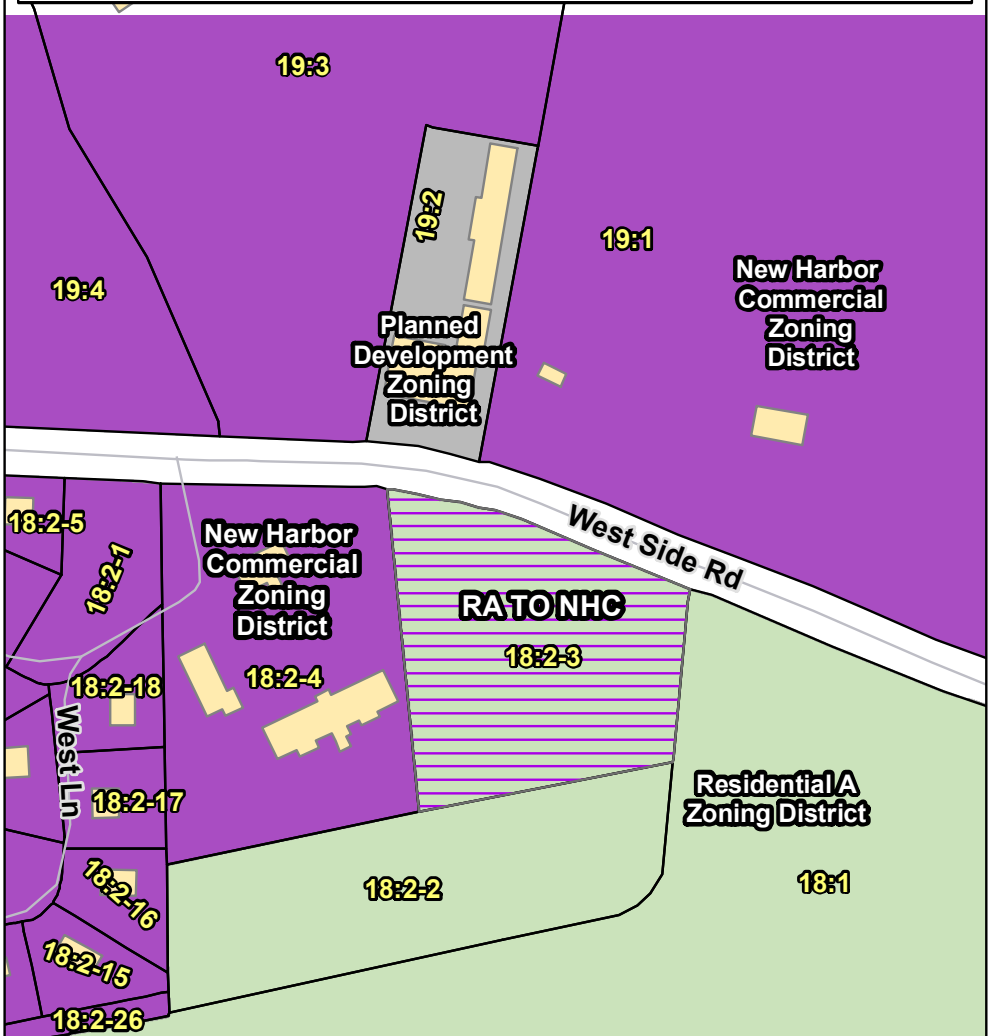 19:3
19:2
19:1
New Harbor
Commercial
Zoning
District
19:4
Planned
Development
Zoning
District
West Side Rd
18:2-5
18:2-1
New Harbor
Commercial
Zoning
District
RA TO NHC
18:2-3
18:2-4
18:2-18
West Ln
18:2-17
Residential A
Zoning District
18:2-16
18:2-2
18:1
18:2-15
18:2-26